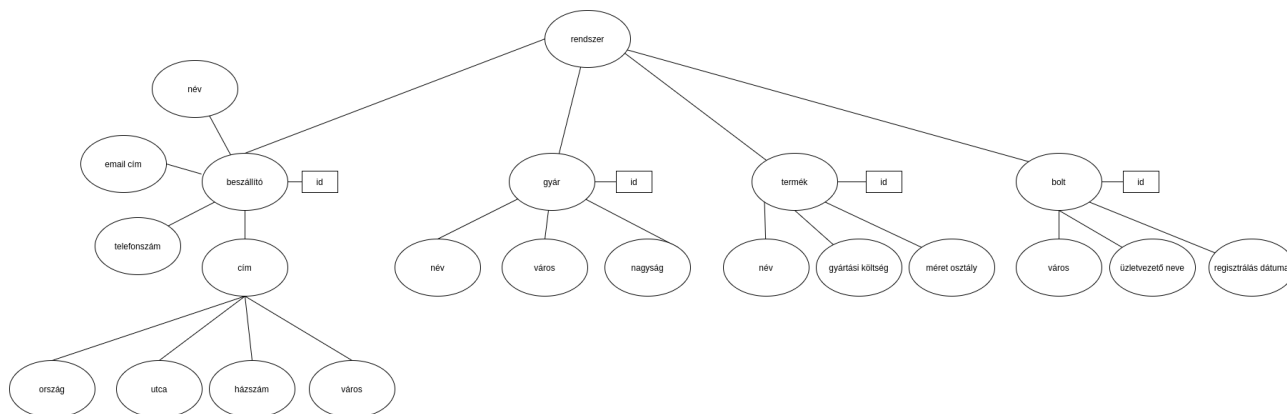 rendszer
név
email cím
beszállító
id
telefonszám
cím
ország
utca
házszám
város
gyár
id
név
város
nagyság
termék
id
név
gyártási költség
méret osztály
bolt
id
város
üzletvezető neve
regisztrálás dátuma